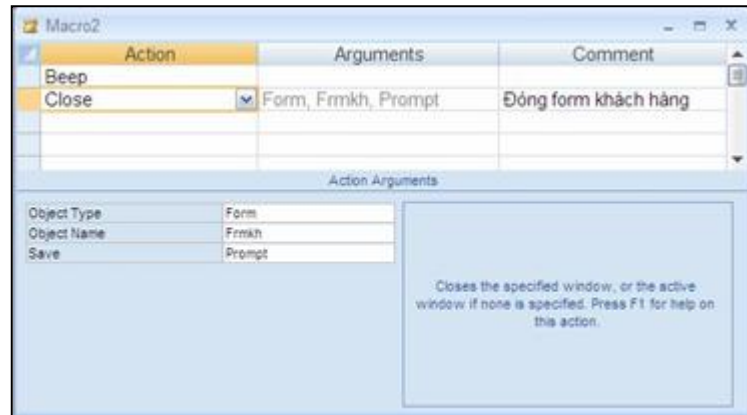 Macro2
Action Arguments Comment
Beep
Close Form, Frmkh, Prompt Đóng form khách hàng
Action Arguments
Object Type Form
Object Name Frmkh
Save Prompt
Closes the specified window, or the active
window if none is specified. Press F1 for help on
this action.